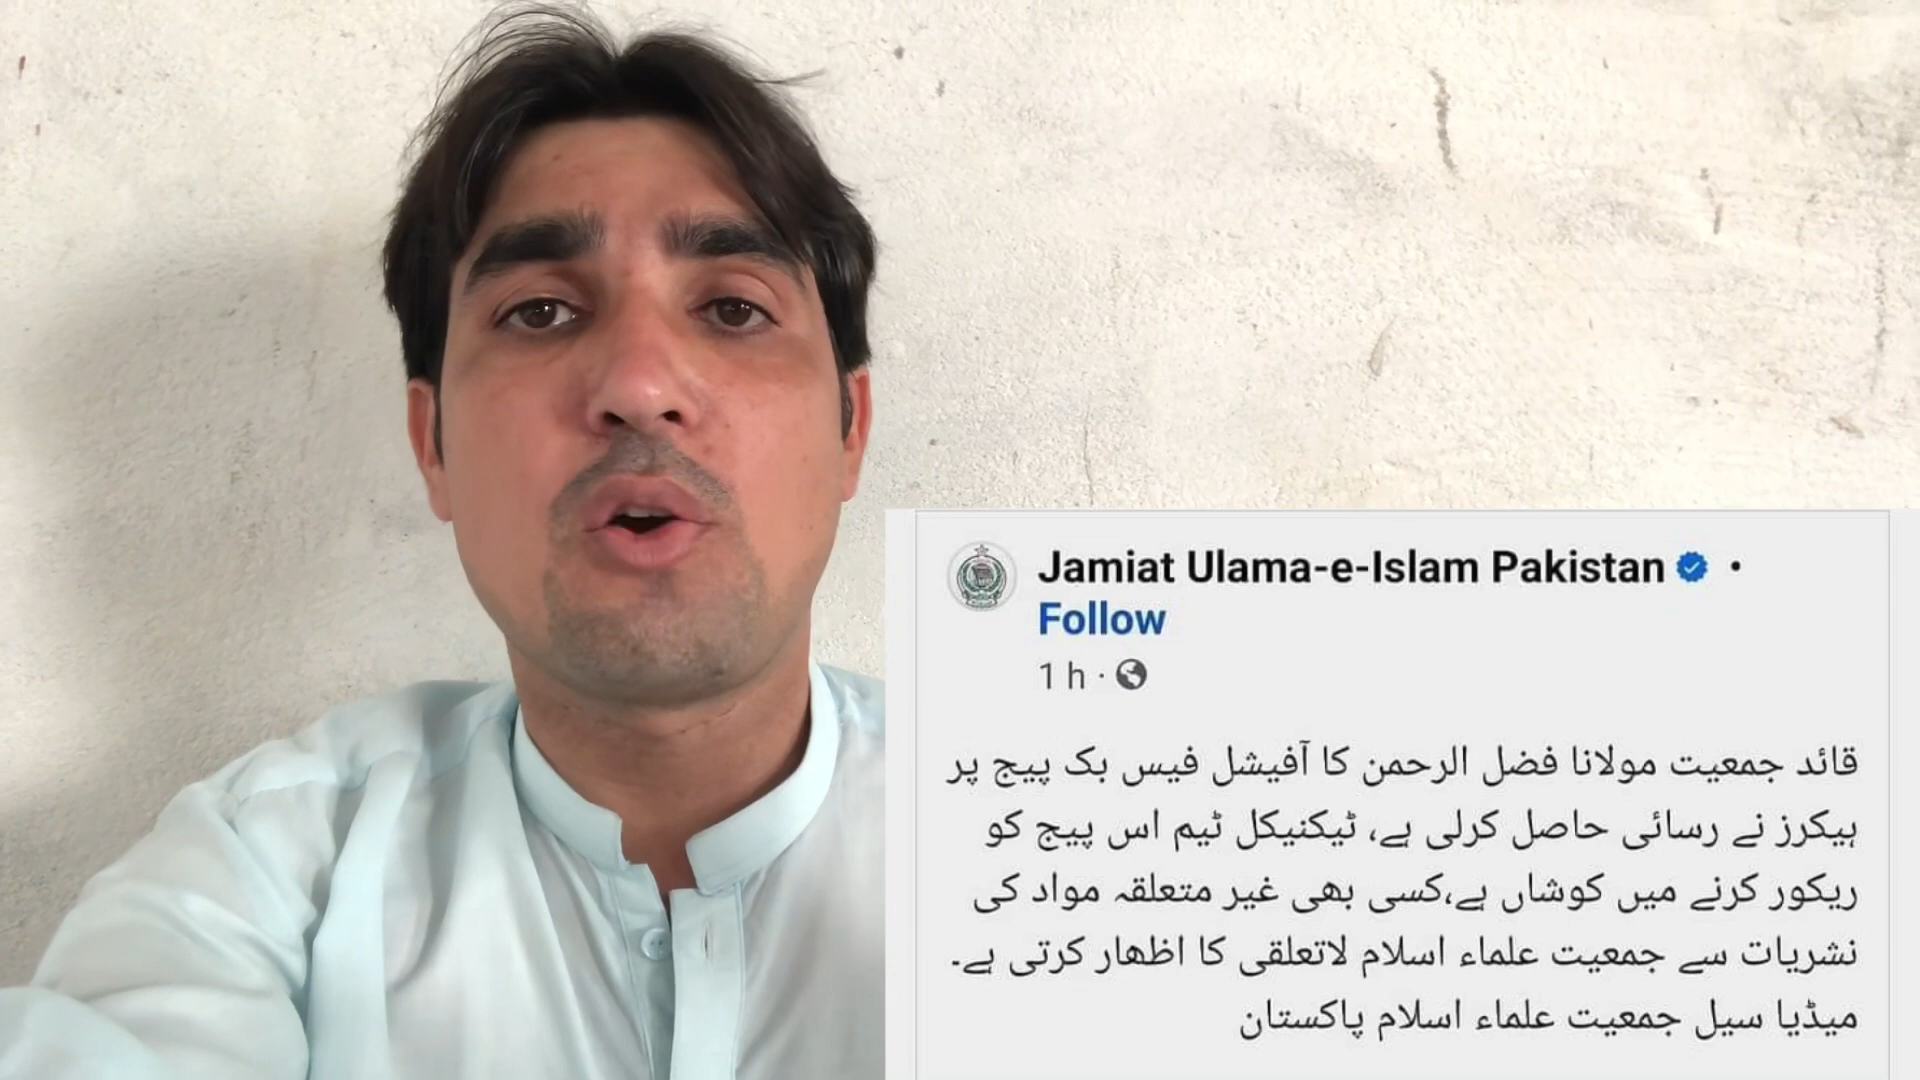 Jamiat Ulama-e-Islam Pakistan •
Follow
1 h ·
قائد جمعیت مولانا فضل الرحمن کا آفیشل فیس بک پیج پر
ہیکرز نے رسائی حاصل کرلی ہے، ٹیکنیکل ٹیم اس پیج کو
ریکور کرنے میں کوشاں ہے،کسی بھی غیر متعلقہ مواد کی
نشریات سے جمعیت علماء اسلام لاتعلقی کا اظھار کرتی ہے۔
میڈیا سیل جمعیت علماء اسلام پاکستان